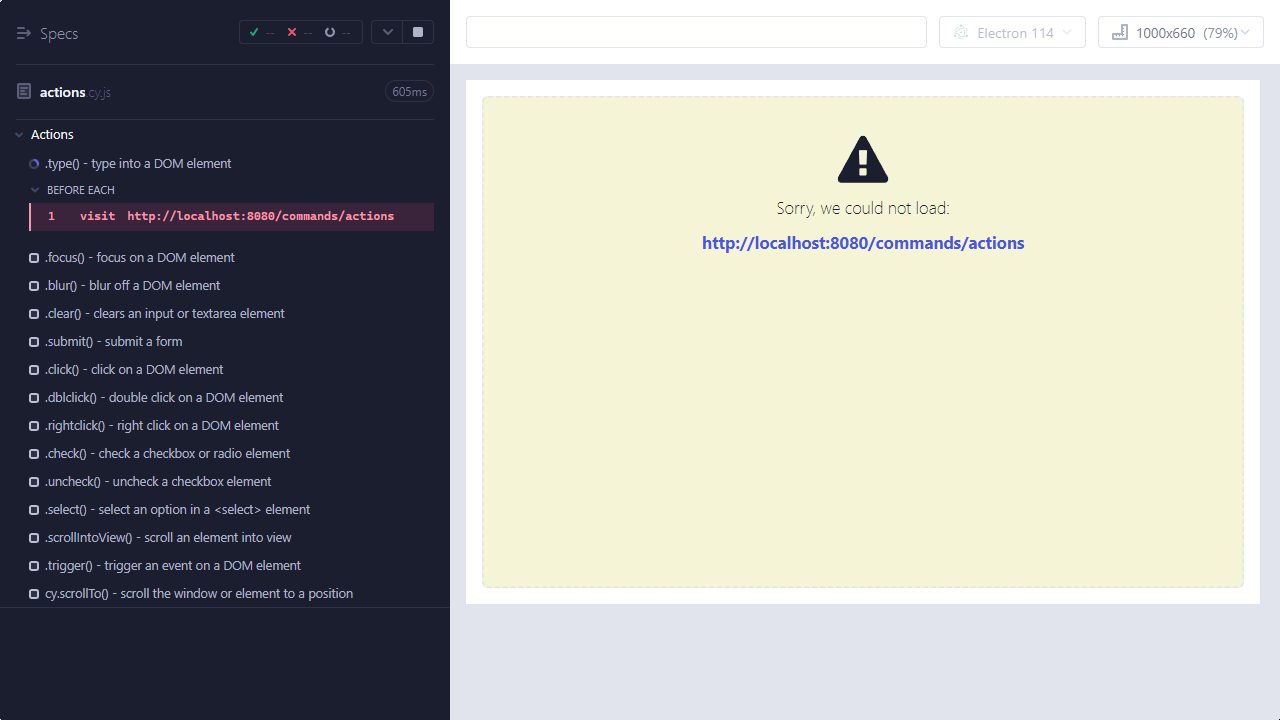 Specs
--
--
--
actions cy.js
605ms
Actions
.type() - type into a DOM element
BEFORE EACH
1 visit http://localhost:8080/commands/actions
.focus() - focus on a DOM element
.blur() - blur off a DOM element
.clear() - clears an input or textarea element
.submit() - submit a form
.click() - click on a DOM element
.dblclick() - double click on a DOM element
.rightclick() - right click on a DOM element
.check() - check a checkbox or radio element
.uncheck() - uncheck a checkbox element
.select() - select an option in a <select> element
.scrollIntoView() - scroll an element into view
.trigger() - trigger an event on a DOM element
cy.scrollTo() - scroll the window or element to a position
Electron 114
1000x660 (79%)
Sorry, we could not load:
http://localhost:8080/commands/actions